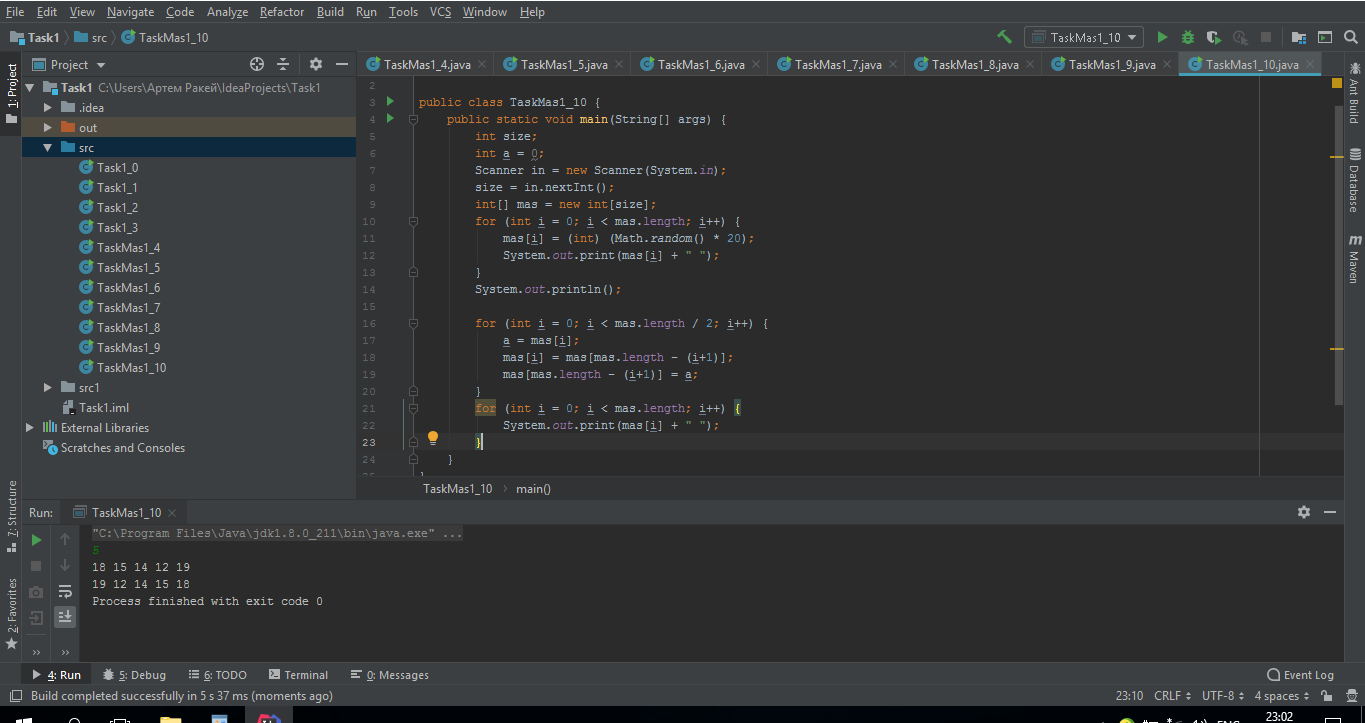 File Edit View Navigate Code Analyze Refactor Build Run Tools VCS Window Help
Task1 src TaskMas1_10 TaskMas1_10
1: Project
Project
TaskMas1_4.java TaskMas1_5.java TaskMas1_6.java TaskMas1_7.java TaskMas1_8.java TaskMas1_9.java TaskMas1_10.java
Task1 C:\Users\Артем Ракей\IdeaProjects\Task1
.idea
out
src
Task1_0
Task1_1
Task1_2
Task1_3
TaskMas1_4
TaskMas1_5
TaskMas1_6
TaskMas1_7
TaskMas1_8
TaskMas1_9
TaskMas1_10
src1
Task1.iml
External Libraries
Scratches and Consoles
2
3 public class TaskMas1_10 {
4 public static void main(String[] args) {
5 int size;
6 int a = 0;
7 Scanner in = new Scanner(System.in);
8 size = in.nextInt();
9 int[] mas = new int[size];
10 for (int i = 0; i < mas.length; i++) {
11 mas[i] = (int) (Math.random() * 20);
12 System.out.print(mas[i] + " ");
13 }
14 System.out.println();
15
16 for (int i = 0; i < mas.length / 2; i++) {
17 a = mas[i];
18 mas[i] = mas[mas.length - (i+1)];
19 mas[mas.length - (i+1)] = a;
20 }
21 for (int i = 0; i < mas.length; i++) {
22 System.out.print(mas[i] + " ");
23 }
24 }
TaskMas1_10 main()
Ant Build
Database
m Maven
7: Structure
2: Favorites
Run: TaskMas1_10
"C:\Program Files\Java\jdk1.8.0_211\bin\java.exe" ...
5
18 15 14 12 19
19 12 14 15 18
Process finished with exit code 0
4: Run 5: Debug 6: TODO Terminal 0: Messages Event Log
Build completed successfully in 5 s 37 ms (moments ago) 23:10 CRLF UTF-8 4 spaces
23:02